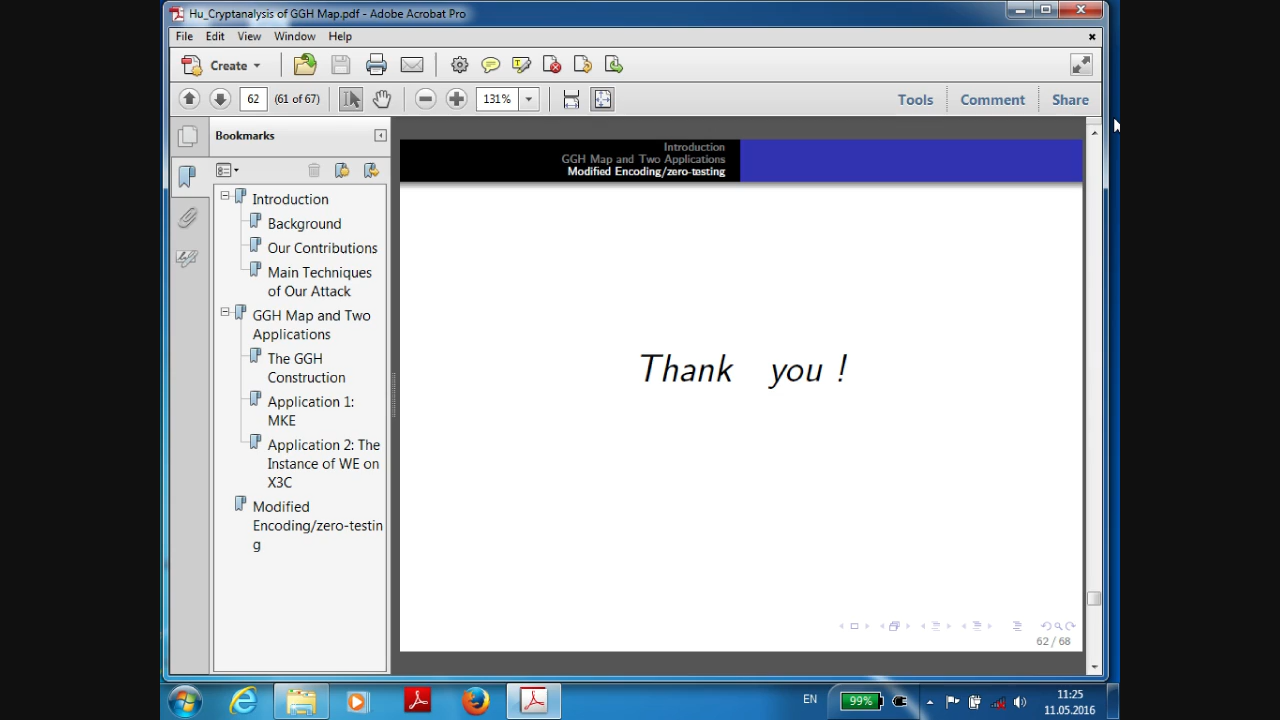 Hu_Cryptanalysis of GGH Map.pdf - Adobe Acrobat Pro
File Edit View Window Help
Create
62 (61 of 67) 131% Tools Comment Share
Bookmarks
Introduction
Background
Our Contributions
Main Techniques
of Our Attack
GGH Map and Two
Applications
The GGH
Construction
Application 1:
MKE
Application 2: The
Instance of WE on
X3C
Modified
Encoding/zero-testin
g
Introduction
GGH Map and Two Applications
Modified Encoding/zero-testing
Thank you !
62 / 68
EN 99% 11:25
11.05.2016